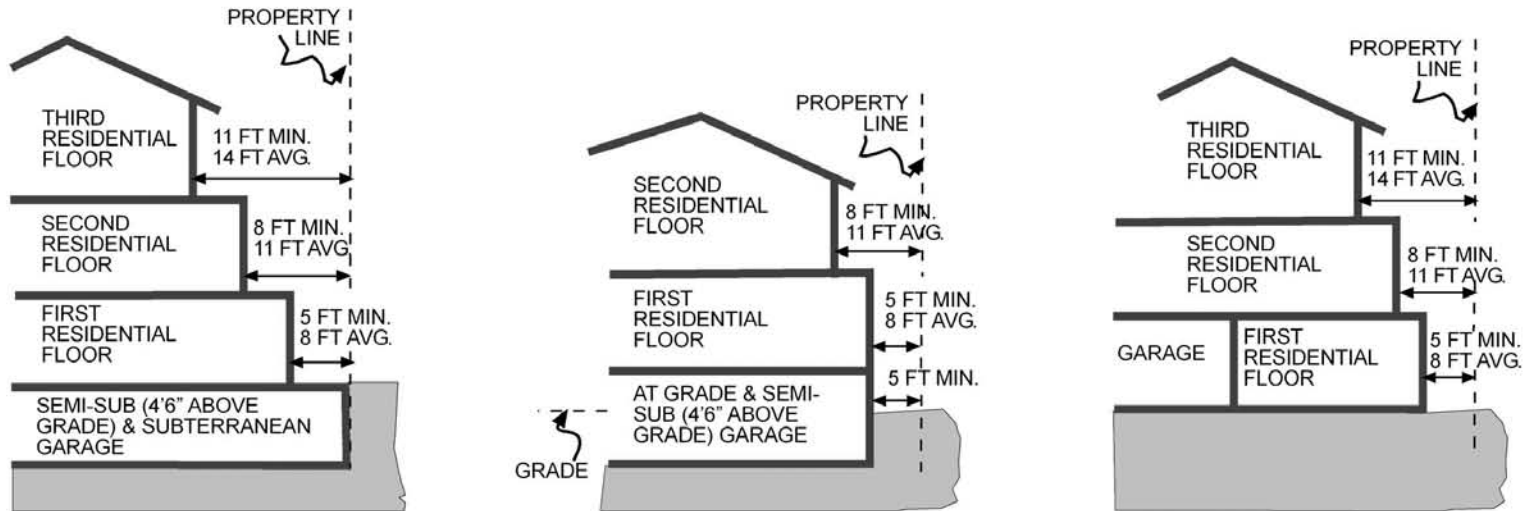 PROPERTY
LINE
THIRD
RESIDENTIAL
FLOOR
11 FT MIN.
14 FT AVG.
SECOND
RESIDENTIAL
FLOOR
8 FT MIN.
11 FT AVG
FIRST
RESIDENTIAL
FLOOR
5 FT MIN.
8 FT AVG.
SEMI-SUB (4'6" ABOVE
GRADE) & SUBTERRANEAN
GARAGE
PROPERTY
LINE
SECOND
RESIDENTIAL
FLOOR
8 FT MIN.
11 FT AVG.
FIRST
RESIDENTIAL
FLOOR
5 FT MIN.
8 FT AVG.
5 FT MIN.
AT GRADE & SEMI-
SUB (4'6" ABOVE
GRADE) GARAGE
GRADE
PROPERTY
LINE
THIRD
RESIDENTIAL
FLOOR
11 FT MIN.
14 FT AVG.
SECOND
RESIDENTIAL
FLOOR
8 FT MIN.
11 FT AVG.
GARAGE
FIRST
RESIDENTIAL
FLOOR
5 FT MIN.
8 FT AVG.